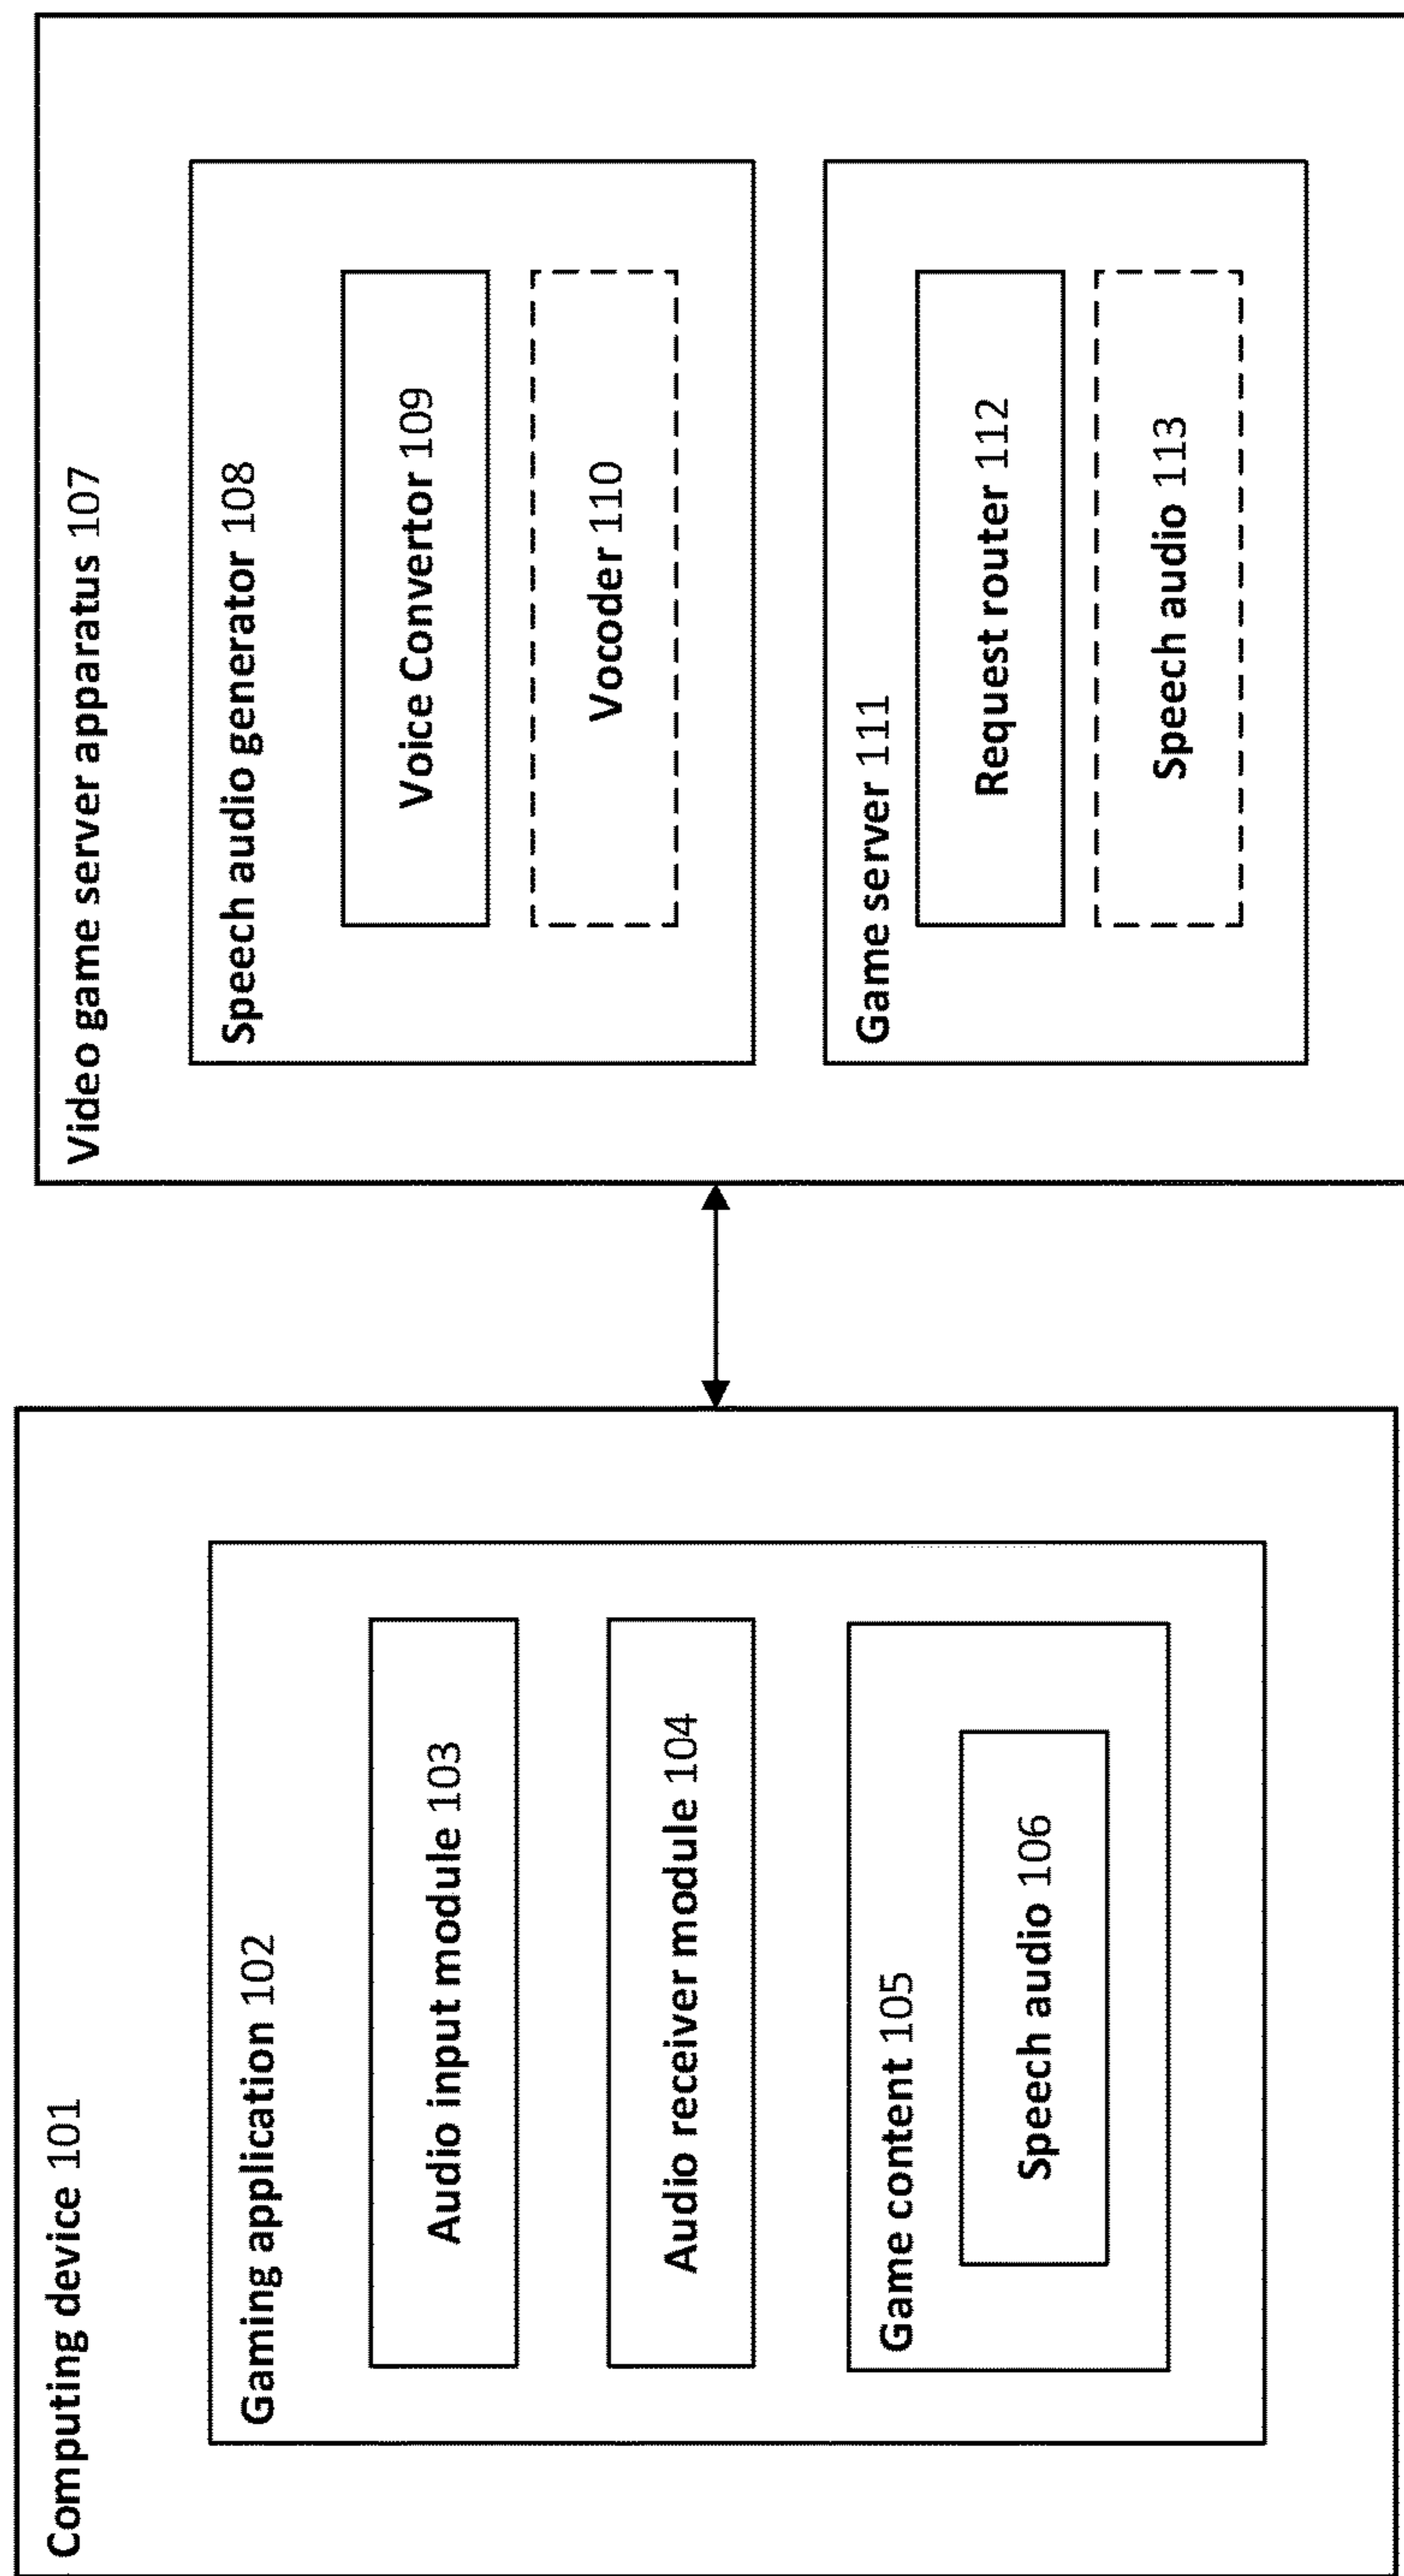 Computing device 101
Gaming application 102
Audio input module 103
Audio receiver module 104
Game content 105
Speech audio 106
Video game server apparatus 107
Speech audio generator 108
Voice Convertor 109
Vocoder 110
Game server 111
Request router 112
Speech audio 113